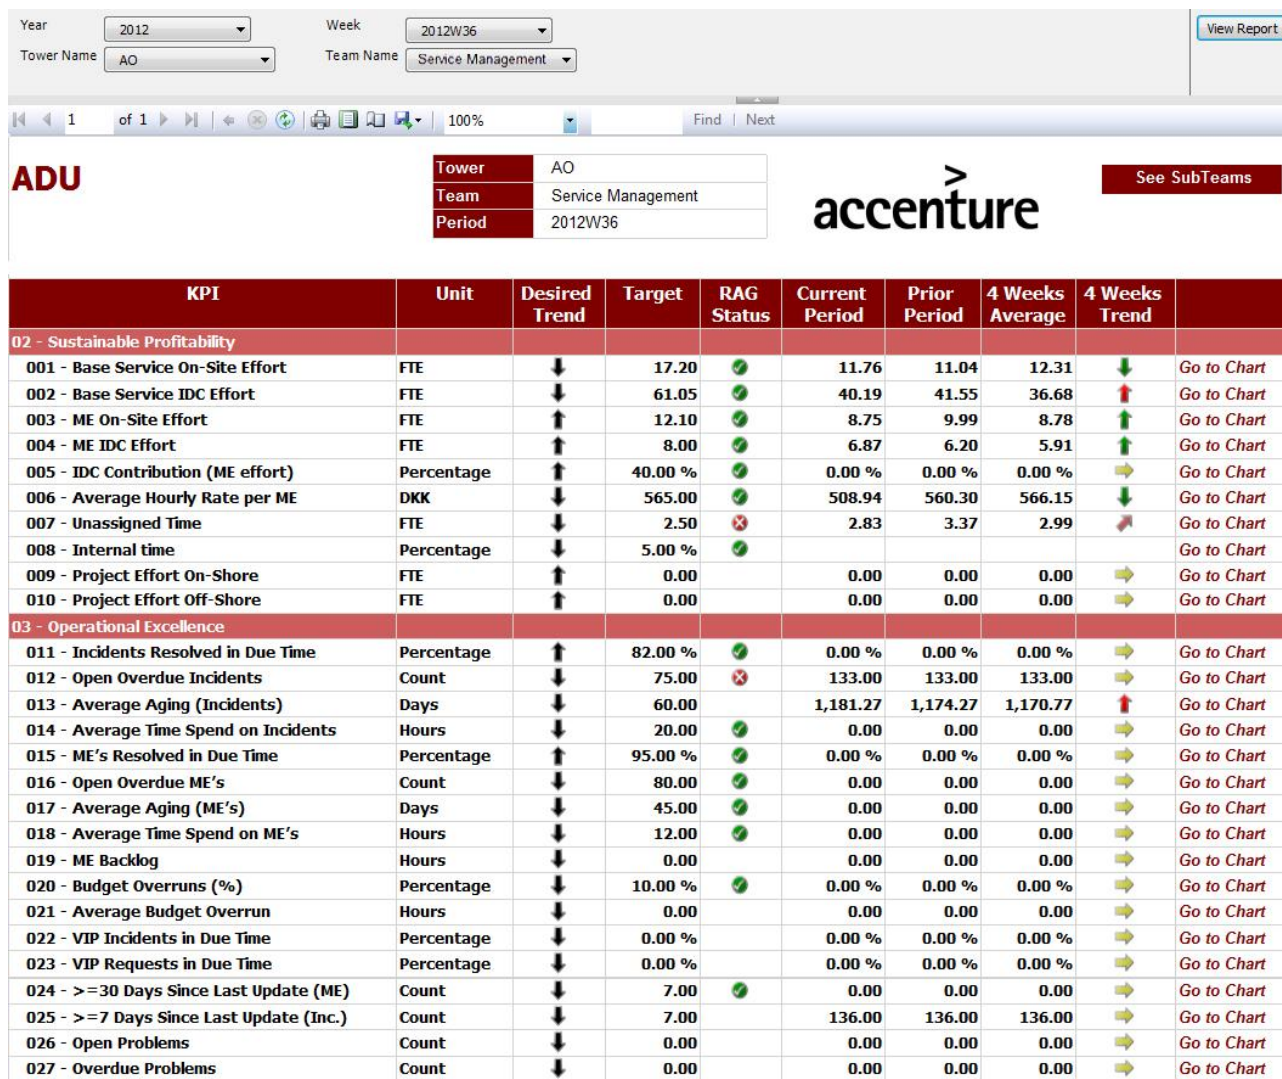 Year 2012 Week 2012W36 View Report
Tower Name AO Team Name Service Management
1 of 1 100% Find | Next
ADU
Tower AO
Team Service Management
Period 2012W36
>
accenture
See SubTeams
KPI Unit Desired Trend Target RAG Status Current Period Prior Period 4 Weeks Average 4 Weeks Trend
02 - Sustainable Profitability
001 - Base Service On-Site Effort FTE 17.20 11.76 11.04 12.31 Go to Chart
002 - Base Service IDC Effort FTE 61.05 40.19 41.55 36.68 Go to Chart
003 - ME On-Site Effort FTE 12.10 8.75 9.99 8.78 Go to Chart
004 - ME IDC Effort FTE 8.00 6.87 6.20 5.91 Go to Chart
005 - IDC Contribution (ME effort) Percentage 40.00 % 0.00 % 0.00 % 0.00 % Go to Chart
006 - Average Hourly Rate per ME DKK 565.00 508.94 560.30 566.15 Go to Chart
007 - Unassigned Time FTE 2.50 2.83 3.37 2.99 Go to Chart
008 - Internal time Percentage 5.00 % Go to Chart
009 - Project Effort On-Shore FTE 0.00 0.00 0.00 0.00 Go to Chart
010 - Project Effort Off-Shore FTE 0.00 0.00 0.00 0.00 Go to Chart
03 - Operational Excellence
011 - Incidents Resolved in Due Time Percentage 82.00 % 0.00 % 0.00 % 0.00 % Go to Chart
012 - Open Overdue Incidents Count 75.00 133.00 133.00 133.00 Go to Chart
013 - Average Aging (Incidents) Days 60.00 1,181.27 1,174.27 1,170.77 Go to Chart
014 - Average Time Spend on Incidents Hours 20.00 0.00 0.00 0.00 Go to Chart
015 - ME's Resolved in Due Time Percentage 95.00 % 0.00 % 0.00 % 0.00 % Go to Chart
016 - Open Overdue ME's Count 80.00 0.00 0.00 0.00 Go to Chart
017 - Average Aging (ME's) Days 45.00 0.00 0.00 0.00 Go to Chart
018 - Average Time Spend on ME's Hours 12.00 0.00 0.00 0.00 Go to Chart
019 - ME Backlog Hours 0.00 0.00 0.00 0.00 Go to Chart
020 - Budget Overruns (%) Percentage 10.00 % 0.00 % 0.00 % 0.00 % Go to Chart
021 - Average Budget Overrun Hours 0.00 0.00 0.00 0.00 Go to Chart
022 - VIP Incidents in Due Time Percentage 0.00 % 0.00 % 0.00 % 0.00 % Go to Chart
023 - VIP Requests in Due Time Percentage 0.00 % 0.00 % 0.00 % 0.00 % Go to Chart
024 - >=30 Days Since Last Update (ME) Count 7.00 0.00 0.00 0.00 Go to Chart
025 - >=7 Days Since Last Update (Inc.) Count 7.00 136.00 136.00 136.00 Go to Chart
026 - Open Problems Count 0.00 0.00 0.00 0.00 Go to Chart
027 - Overdue Problems Count 0.00 0.00 0.00 0.00 Go to Chart